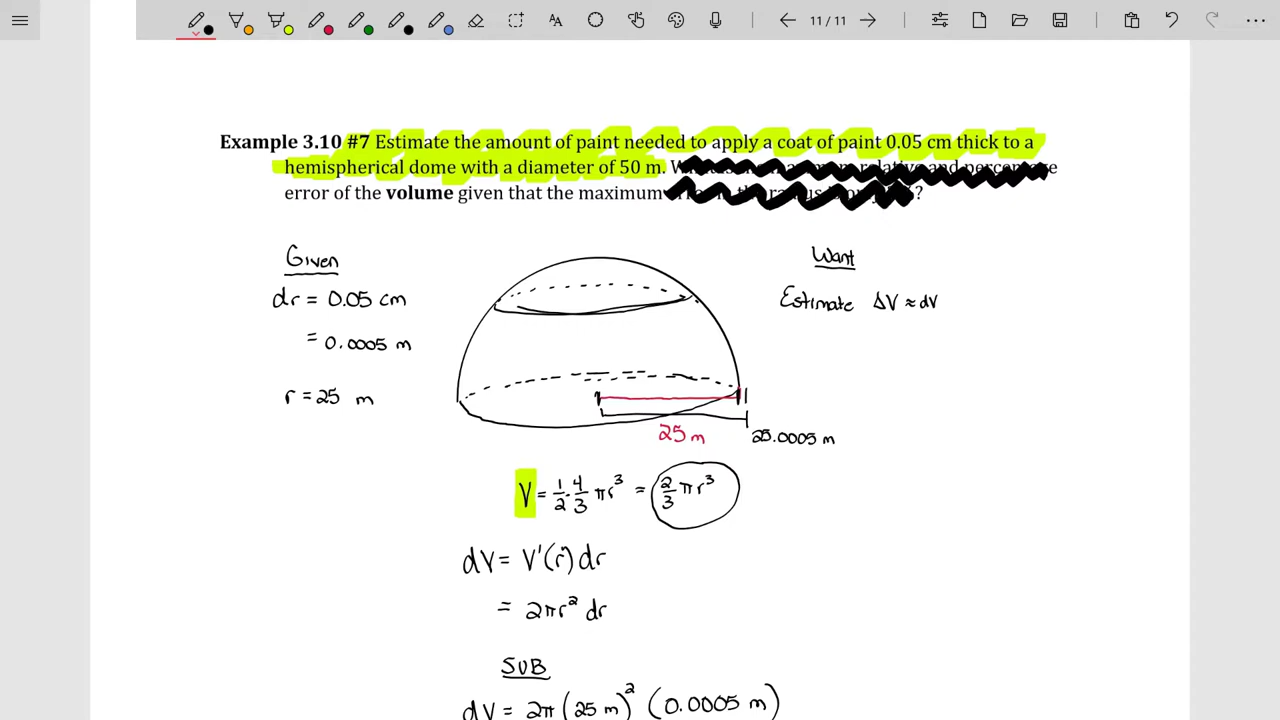 11 / 11
Example 3.10 #7 Estimate the amount of paint needed to apply a coat of paint 0.05 cm thick to a
hemispherical dome with a diameter of 50 m.
error of the volume given that the maximum ?
Given
dr = 0.05 cm
= 0.0005 m
r = 25 m
Want
Estimate ΔV ≈ dV
25 m
25.0005 m
V = 1/2 · 4/3 πr³ = 2/3 πr³
dV = V'(r) dr
= 2πr² dr
SUB
dV = 2π (25 m)² (0.0005 m)